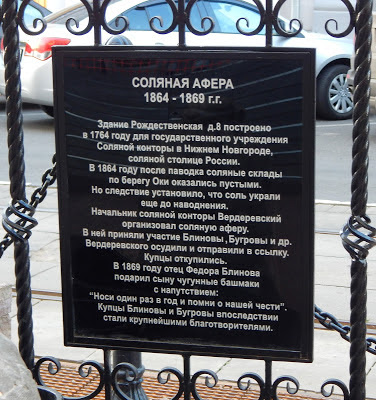 СОЛЯНАЯ АФЕРА
1864 - 1869 г.г.
Здание Рождественская д.8 построено
в 1764 году для государственного учреждения
Соляной конторы в Нижнем Новгороде,
соляной столице России.
В 1864 году после паводка соляные склады
по берегу Оки оказались пустыми.
Но следствие установило, что соль украли
еще до наводнения.
Начальник соляной конторы Вердеревский
организовал соляную аферу.
В ней приняли участие Блиновы, Бугровы и др.
Вердеревского осудили и отправили в ссылку.
Купцы откупились.
В 1869 году отец Федора Блинова
подарил сыну чугунные башмаки
с напутствием:
"Носи один раз в год и помни о нашей чести".
Купцы Блиновы и Бугровы впоследствии
стали крупнейшими благотворителями.